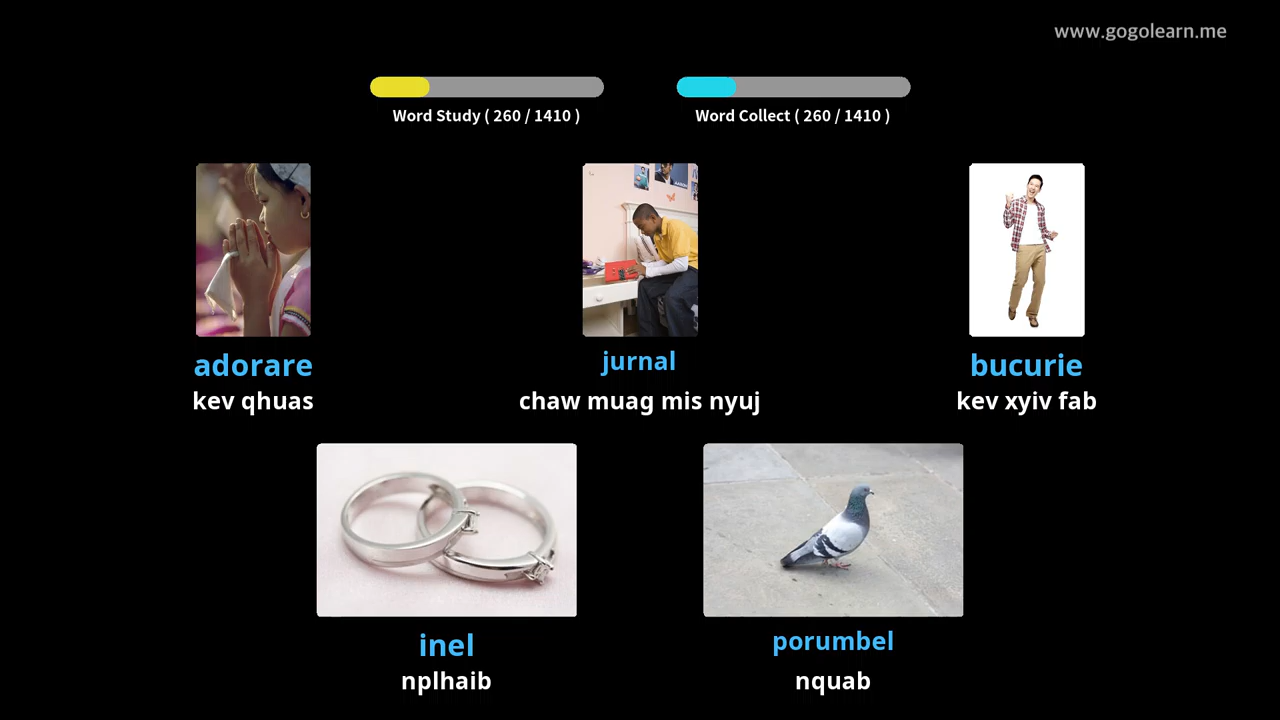 www.gogolearn.me
Word Study ( 260 / 1410 )
Word Collect ( 260 / 1410 )
adorare
kev qhuas
jurnal
chaw muag mis nyuj
bucurie
kev xyiv fab
inel
nplhaib
porumbel
nquab